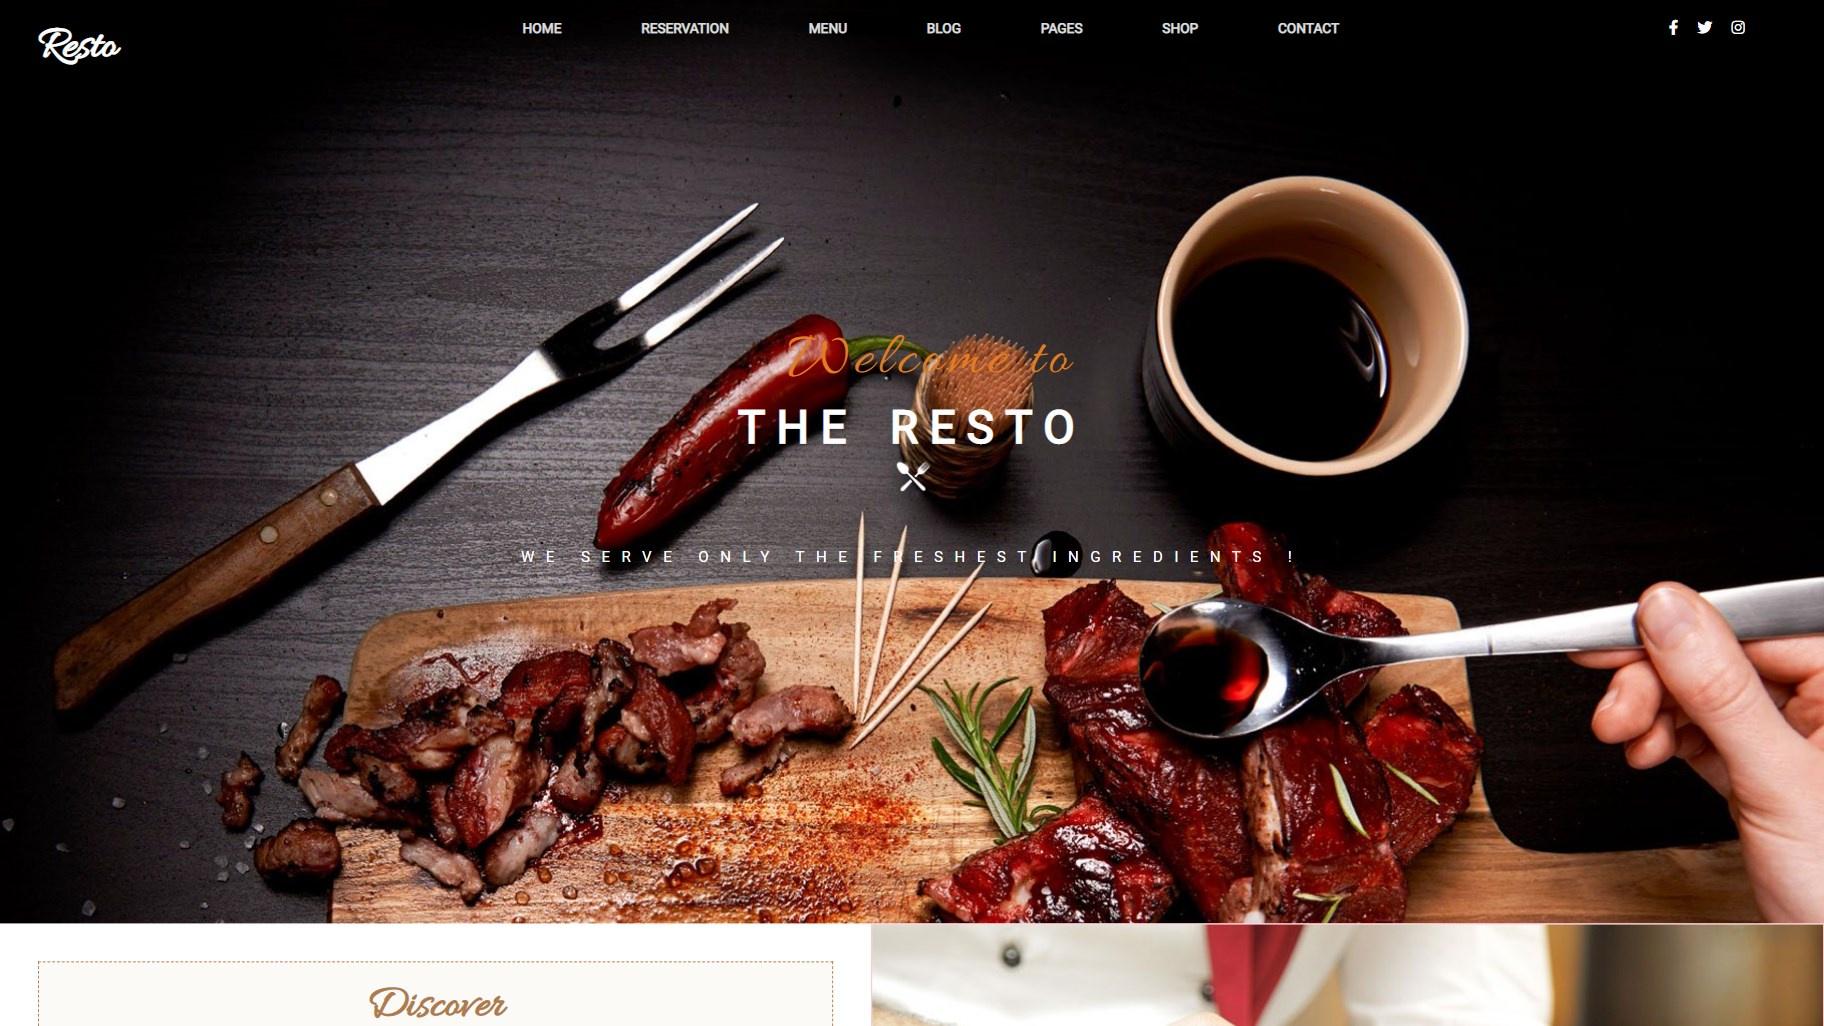 Resto
HOME RESERVATION MENU BLOG PAGES SHOP CONTACT
Welcome to
THE RESTO
WE SERVE ONLY THE FRESHEST INGREDIENTS !
Discover